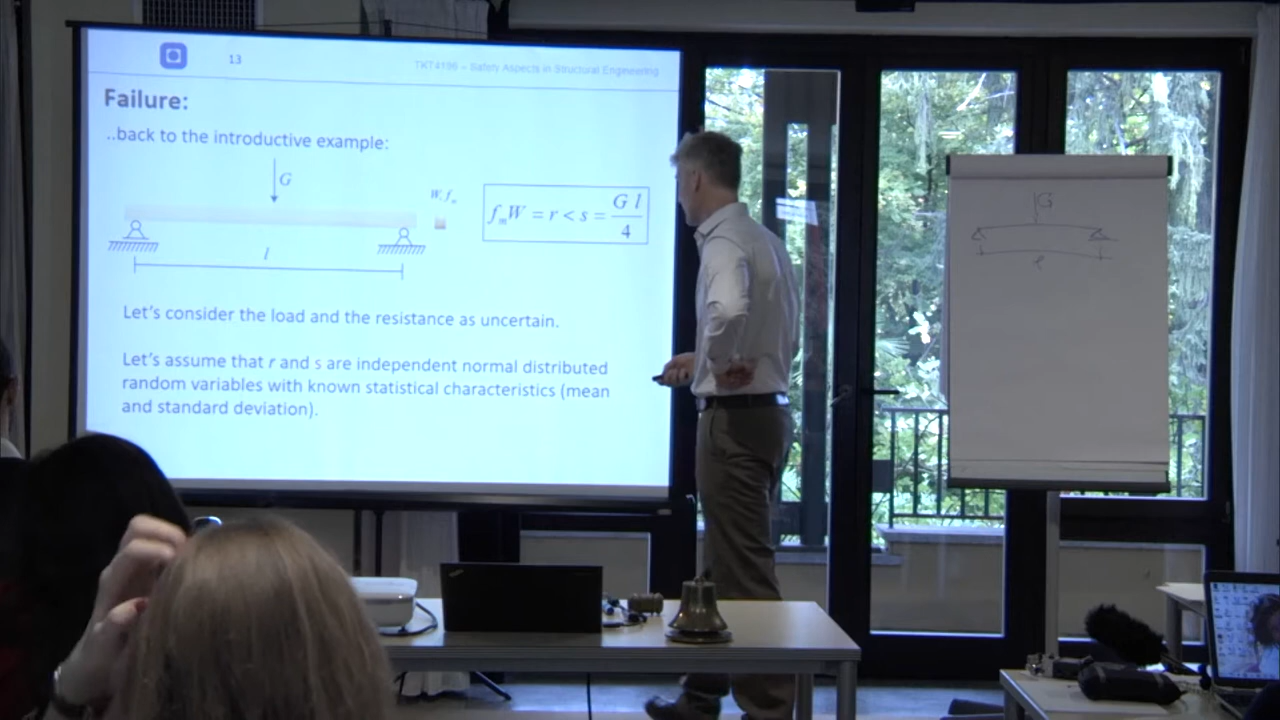 13
TKT4196 – Safety Aspects in Structural Engineering
Failure:
..back to the introductive example:
G
W, fₘ
fₘW = r < s = G l / 4
l
Let's consider the load and the resistance as uncertain.
Let's assume that r and s are independent normal distributed
random variables with known statistical characteristics (mean
and standard deviation).
G
l